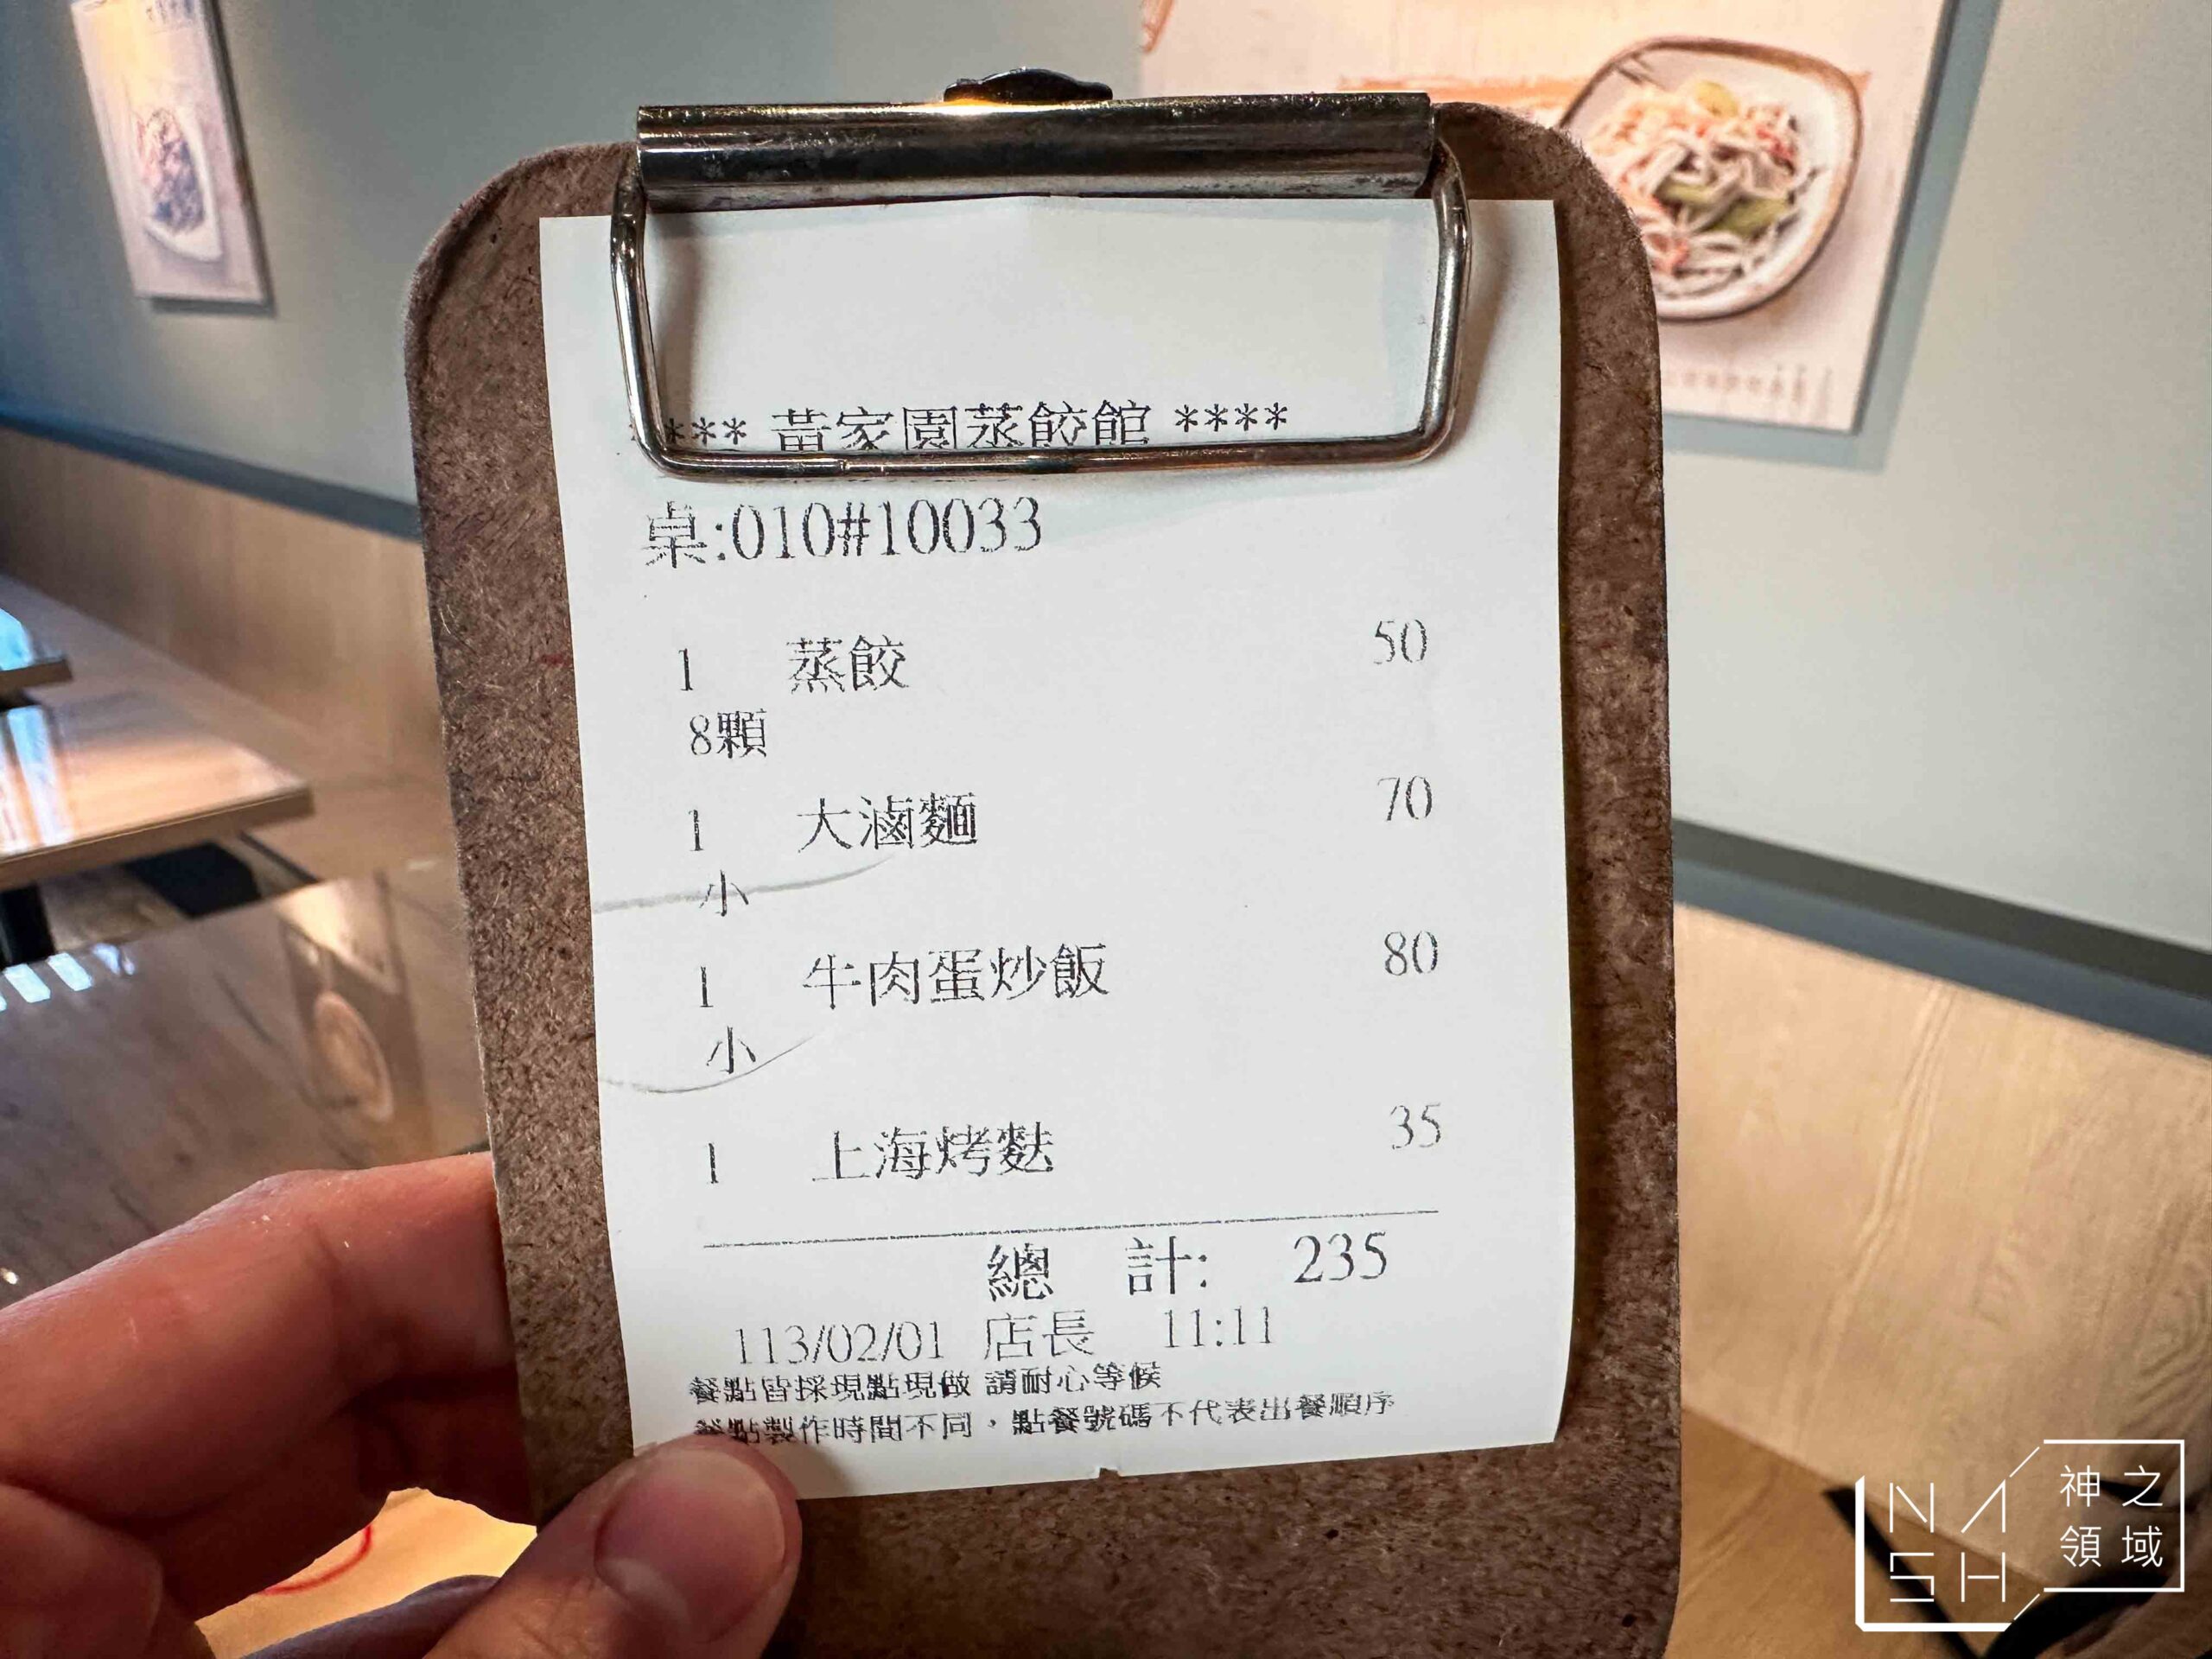 **** 黃家園蒸餃館 ****
桌:010#10033
1 蒸餃 50
8顆
1 大滷麵 70
小
1 牛肉蛋炒飯 80
小
1 上海烤麩 35
總 計: 235
113/02/01 店長 11:11
餐點皆採現點現做 請耐心等候
餐點製作時間不同，點餐號碼不代表出餐順序
NASH
神之
領域